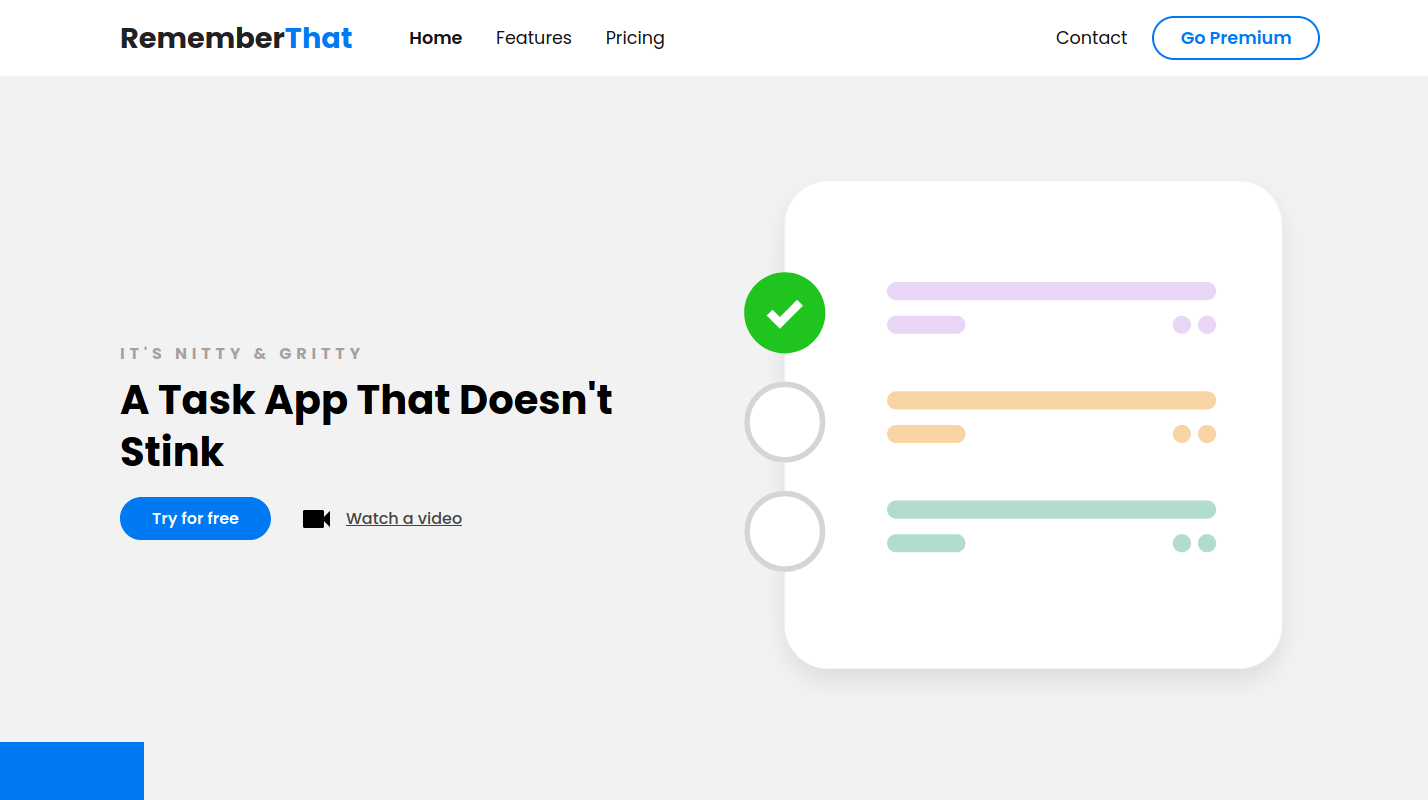 RememberThat Home Features Pricing Contact Go Premium
IT'S NITTY & GRITTY
A Task App That Doesn't
Stink
Try for free Watch a video